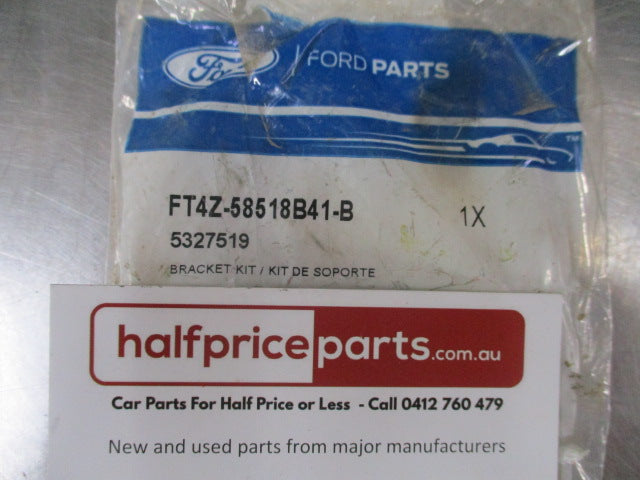 Ford | FORD PARTS
TM
FT4Z-58518B41-B 1X
5327519
BRACKET KIT / KIT DE SOPORTE
halfpriceparts.com.au
Car Parts For Half Price or Less - Call 0412 760 479
New and used parts from major manufacturers